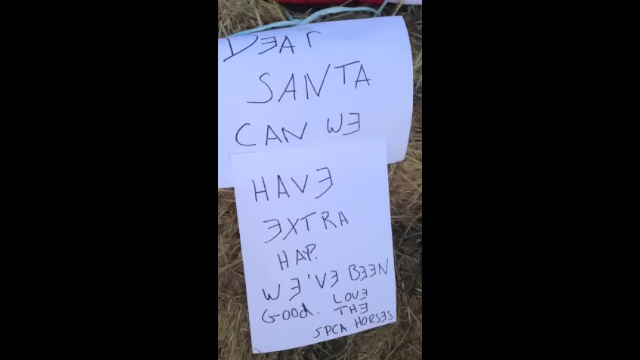 DEAr
SANTA
CAN WE
HAVE
EXTRA
HAP.
WE'VE BEEN
Good. LOVE
THE
SPCA HORSES